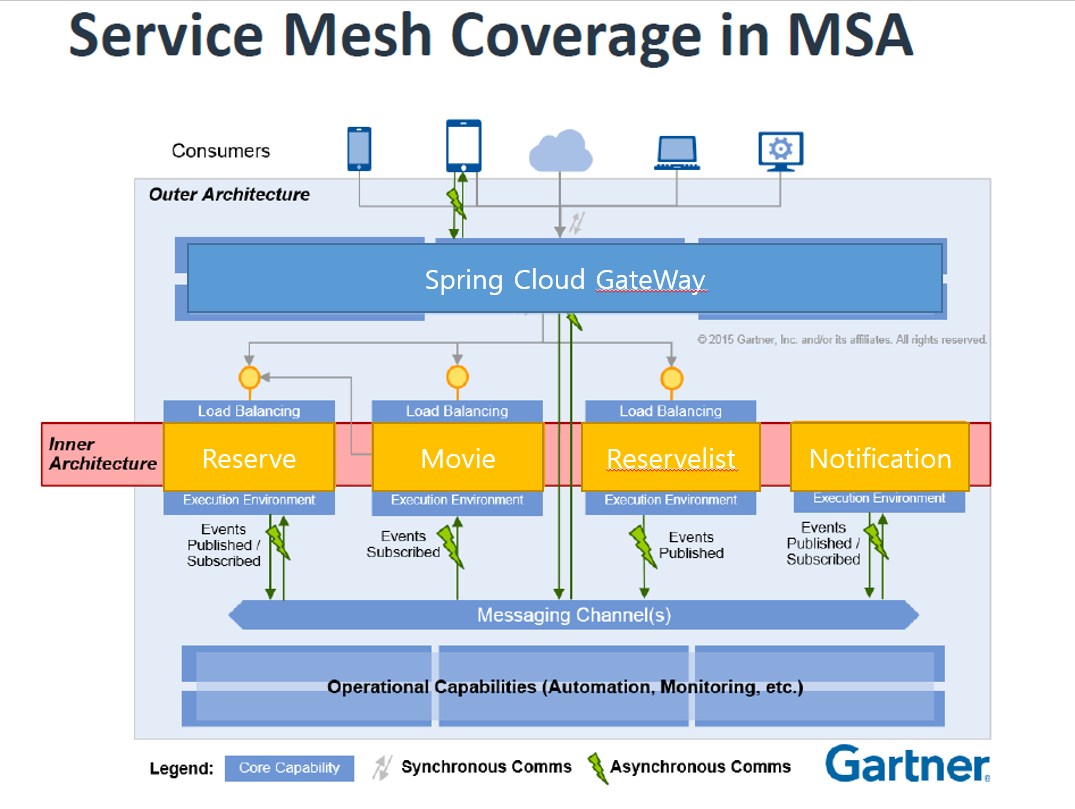 Service Mesh Coverage in MSA
Consumers
Outer Architecture
Spring Cloud GateWay
© 2015 Gartner, Inc. and/or its affiliates. All rights reserved.
Load Balancing
Load Balancing
Load Balancing
Inner
Architecture
Reserve
Movie
Reservelist
Notification
Execution Environment
Execution Environment
Execution Environment
Execution Environment
Events
Published /
Subscribed
Events
Subscribed
Events
Published
Events
Published /
Subscribed
Messaging Channel(s)
Operational Capabilities (Automation, Monitoring, etc.)
Legend:
Core Capability
Synchronous Comms
Asynchronous Comms
Gartner